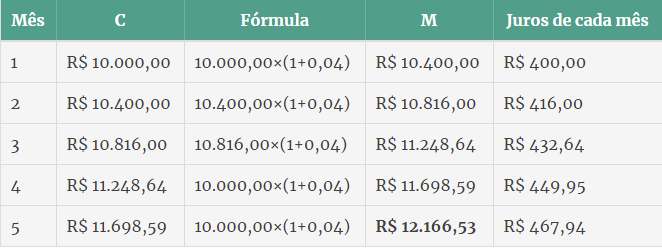 Mês C Fórmula M Juros de cada mês
1 R$ 10.000,00 10.000,00×(1+0,04) R$ 10.400,00 R$ 400,00
2 R$ 10.400,00 10.400,00×(1+0,04) R$ 10.816,00 R$ 416,00
3 R$ 10.816,00 10.816,00×(1+0,04) R$ 11.248,64 R$ 432,64
4 R$ 11.248,64 10.000,00×(1+0,04) R$ 11.698,59 R$ 449,95
5 R$ 11.698,59 10.000,00×(1+0,04) R$ 12.166,53 R$ 467,94